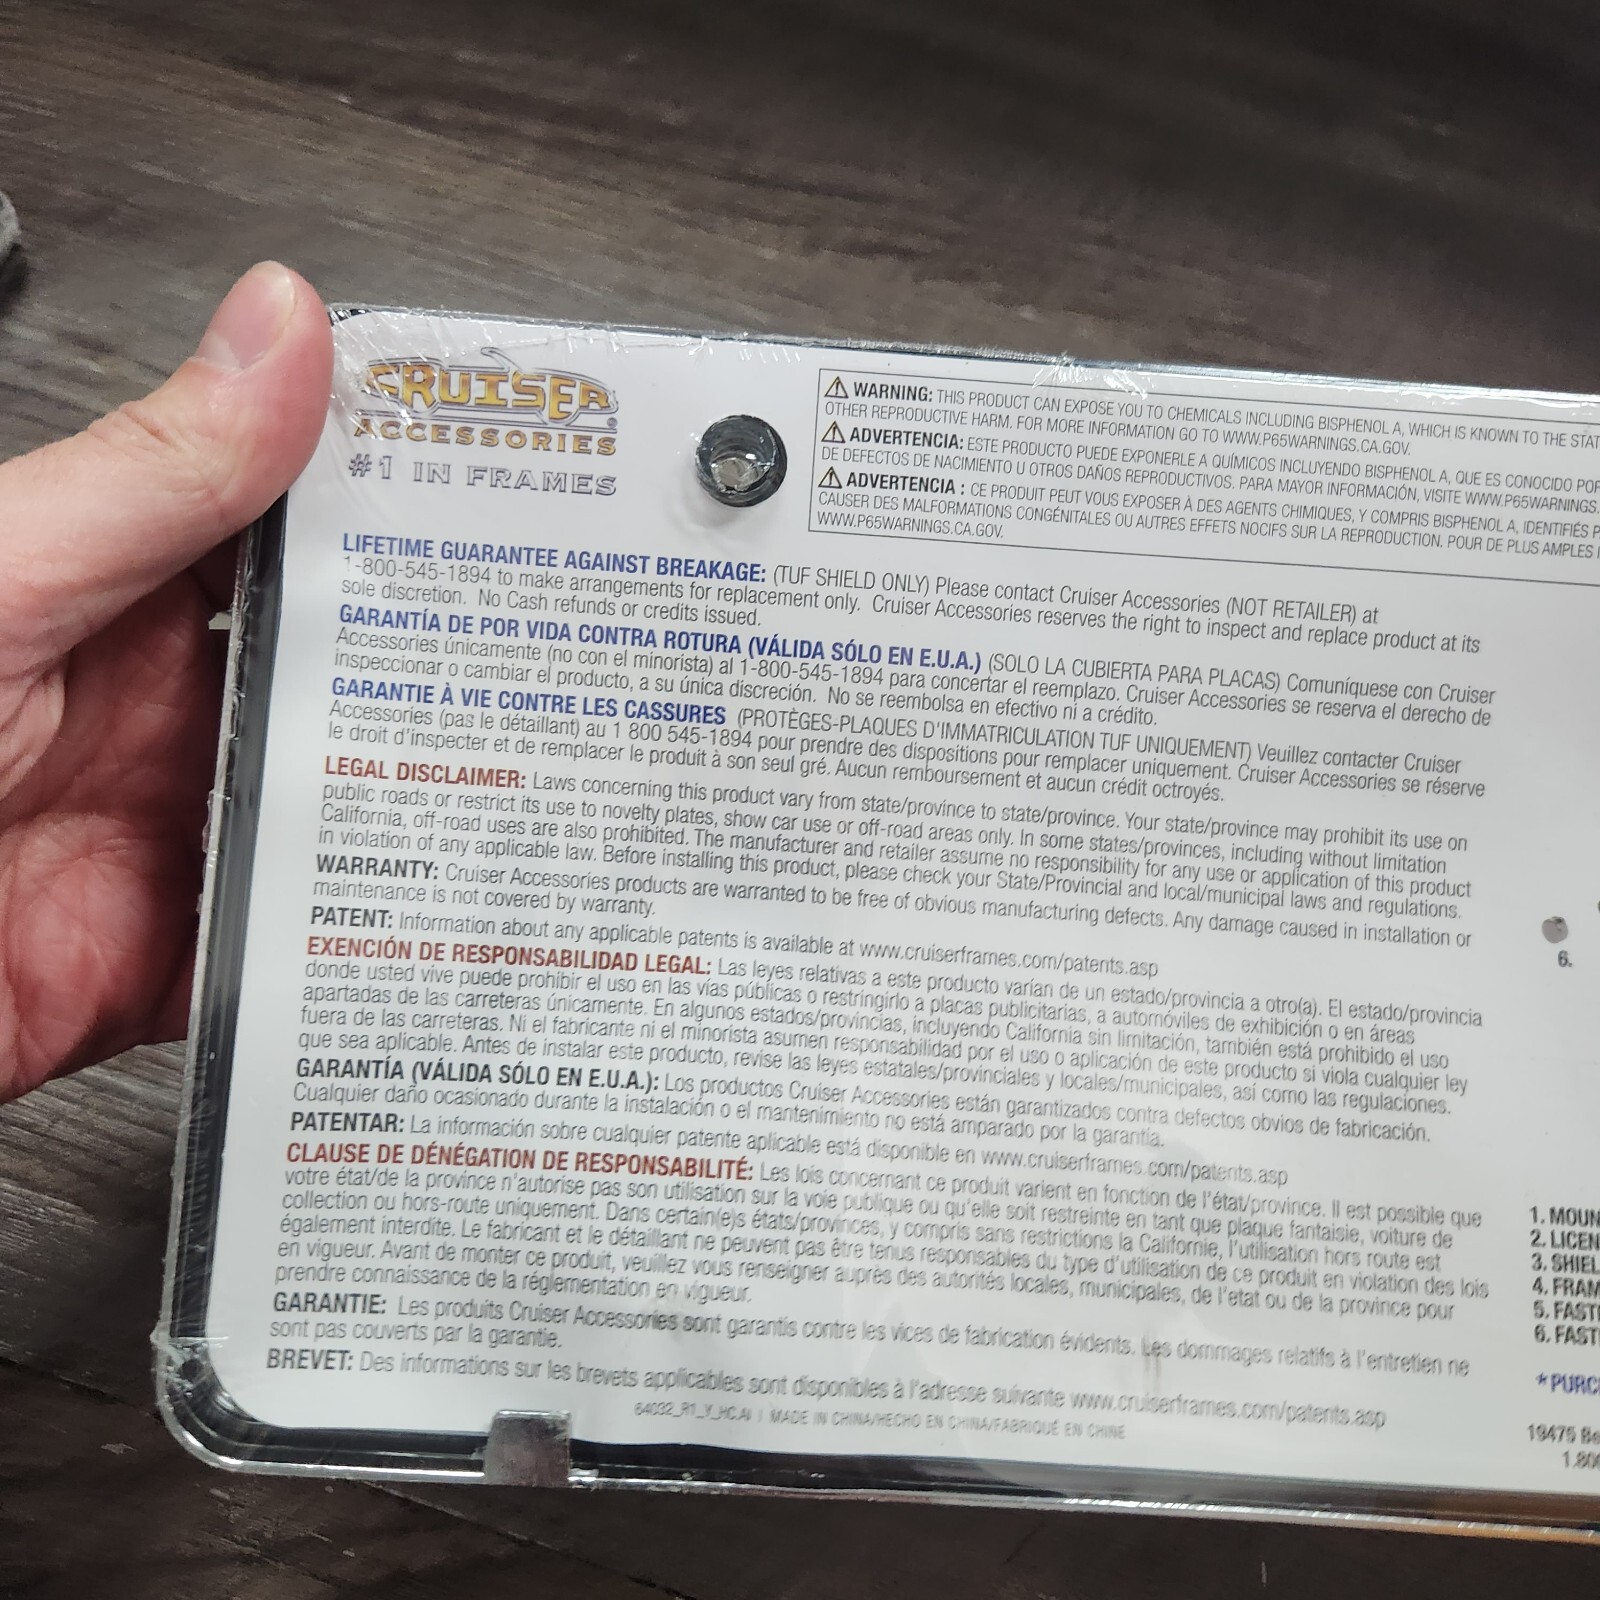 CRUISER
ACCESSORIES
#1 IN FRAMES
WARNING: THIS PRODUCT CAN EXPOSE YOU TO CHEMICALS INCLUDING BISPHENOL A, WHICH IS KNOWN TO THE STAT
OTHER REPRODUCTIVE HARM. FOR MORE INFORMATION GO TO WWW.P65WARNINGS.CA.GOV.
ADVERTENCIA: ESTE PRODUCTO PUEDE EXPONERLE A QUÍMICOS INCLUYENDO BISPHENOL A, QUE ES CONOCIDO POR
DE DEFECTOS DE NACIMIENTO U OTROS DAÑOS REPRODUCTIVOS. PARA MAYOR INFORMACIÓN, VISITE WWW.P65WARNINGS.
ADVERTENCIA : CE PRODUIT PEUT VOUS EXPOSER À DES AGENTS CHIMIQUES, Y COMPRIS BISPHENOL A, IDENTIFIÉS P
CAUSER DES MALFORMATIONS CONGÉNITALES OU AUTRES EFFETS NOCIFS SUR LA REPRODUCTION. POUR DE PLUS AMPLES
WWW.P65WARNINGS.CA.GOV.
LIFETIME GUARANTEE AGAINST BREAKAGE: (TUF SHIELD ONLY) Please contact Cruiser Accessories (NOT RETAILER) at
1-800-545-1894 to make arrangements for replacement only. Cruiser Accessories reserves the right to inspect and replace product at its
sole discretion. No Cash refunds or credits issued.
GARANTÍA DE POR VIDA CONTRA ROTURA (VÁLIDA SÓLO EN E.U.A.) (SOLO LA CUBIERTA PARA PLACAS) Comuníquese con Cruiser
Accessories únicamente (no con el minorista) al 1-800-545-1894 para concertar el reemplazo. Cruiser Accessories se reserva el derecho de
inspeccionar o cambiar el producto, a su única discreción. No se reembolsa en efectivo ni a crédito.
GARANTIE À VIE CONTRE LES CASSURES (PROTÈGES-PLAQUES D'IMMATRICULATION TUF UNIQUEMENT) Veuillez contacter Cruiser
Accessories (pas le détaillant) au 1 800 545-1894 pour prendre des dispositions pour remplacer uniquement. Cruiser Accessories se réserve
le droit d'inspecter et de remplacer le produit à son seul gré. Aucun remboursement et aucun crédit octroyés.
LEGAL DISCLAIMER: Laws concerning this product vary from state/province to state/province. Your state/province may prohibit its use on
public roads or restrict its use to novelty plates, show car use or off-road areas only. In some states/provinces, including without limitation
California, off-road uses are also prohibited. The manufacturer and retailer assume no responsibility for any use or application of this product
in violation of any applicable law. Before installing this product, please check your State/Provincial and local/municipal laws and regulations.
WARRANTY: Cruiser Accessories products are warranted to be free of obvious manufacturing defects. Any damage caused in installation or
maintenance is not covered by warranty.
PATENT: Information about any applicable patents is available at www.cruiserframes.com/patents.asp
EXENCIÓN DE RESPONSABILIDAD LEGAL: Las leyes relativas a este producto varían de un estado/provincia a otro(a). El estado/provincia
donde usted vive puede prohibir el uso en las vías públicas o restringirlo a placas publicitarias, a automóviles de exhibición o en áreas
apartadas de las carreteras únicamente. En algunos estados/provincias, incluyendo California sin limitación, también está prohibido el uso
fuera de las carreteras. Ni el fabricante ni el minorista asumen responsabilidad por el uso o aplicación de este producto si viola cualquier ley
que sea aplicable. Antes de instalar este producto, revise las leyes estatales/provinciales y locales/municipales, así como las regulaciones.
GARANTÍA (VÁLIDA SÓLO EN E.U.A.): Los productos Cruiser Accessories están garantizados contra defectos obvios de fabricación.
Cualquier daño ocasionado durante la instalación o el mantenimiento no está amparado por la garantía.
PATENTAR: La información sobre cualquier patente aplicable está disponible en www.cruiserframes.com/patents.asp
CLAUSE DE DÉNÉGATION DE RESPONSABILITÉ: Les lois concernant ce produit varient en fonction de l'état/province. Il est possible que
votre état/de la province n'autorise pas son utilisation sur la voie publique ou qu'elle soit restreinte en tant que plaque fantaisie, voiture de
collection ou hors-route uniquement. Dans certain(e)s états/provinces, y compris sans restrictions la Californie, l'utilisation hors route est
également interdite. Le fabricant et le détaillant ne peuvent pas être tenus responsables du type d'utilisation de ce produit en violation des lois
en vigueur. Avant de monter ce produit, veuillez vous renseigner auprès des autorités locales, municipales, de l'etat ou de la province pour
prendre connaissance de la réglementation en vigueur.
GARANTIE: Les produits Cruiser Accessories sont garantis contre les vices de fabrication évidents. Les dommages relatifs à l'entretien ne
sont pas couverts par la garantie.
BREVET: Des informations sur les brevets applicables sont disponibles à l'adresse suivante www.cruiserframes.com/patents.asp
64032_R1_Y_HC.AI | MADE IN CHINA/HECHO EN CHINA/FABRIQUÉ EN CHINE
6.
1. MOUN
2. LICEN
3. SHIEL
4. FRAM
5. FAST
6. FAST
*PURC
19475 Be
1.800